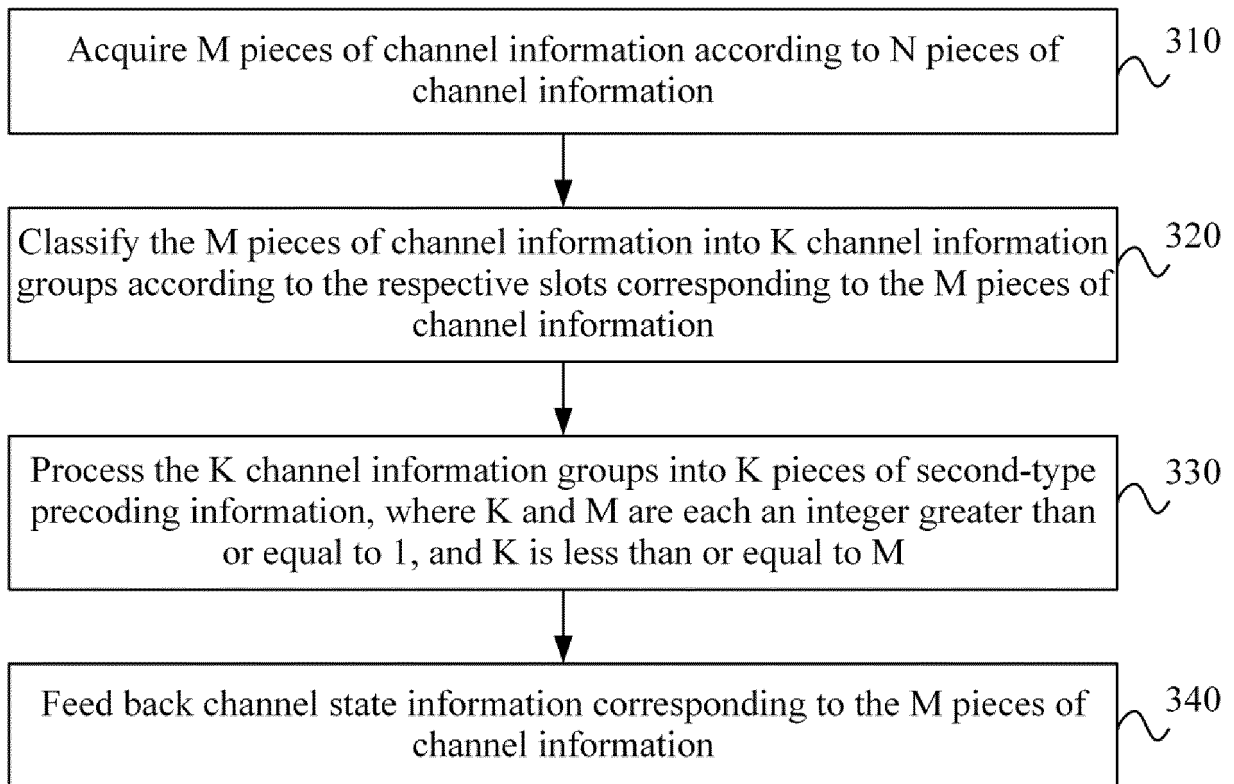 Acquire M pieces of channel information according to N pieces of
channel information
310
Classify the M pieces of channel information into K channel information
groups according to the respective slots corresponding to the M pieces of
channel information
320
Process the K channel information groups into K pieces of second-type
precoding information, where K and M are each an integer greater than
or equal to 1, and K is less than or equal to M
330
Feed back channel state information corresponding to the M pieces of
channel information
340